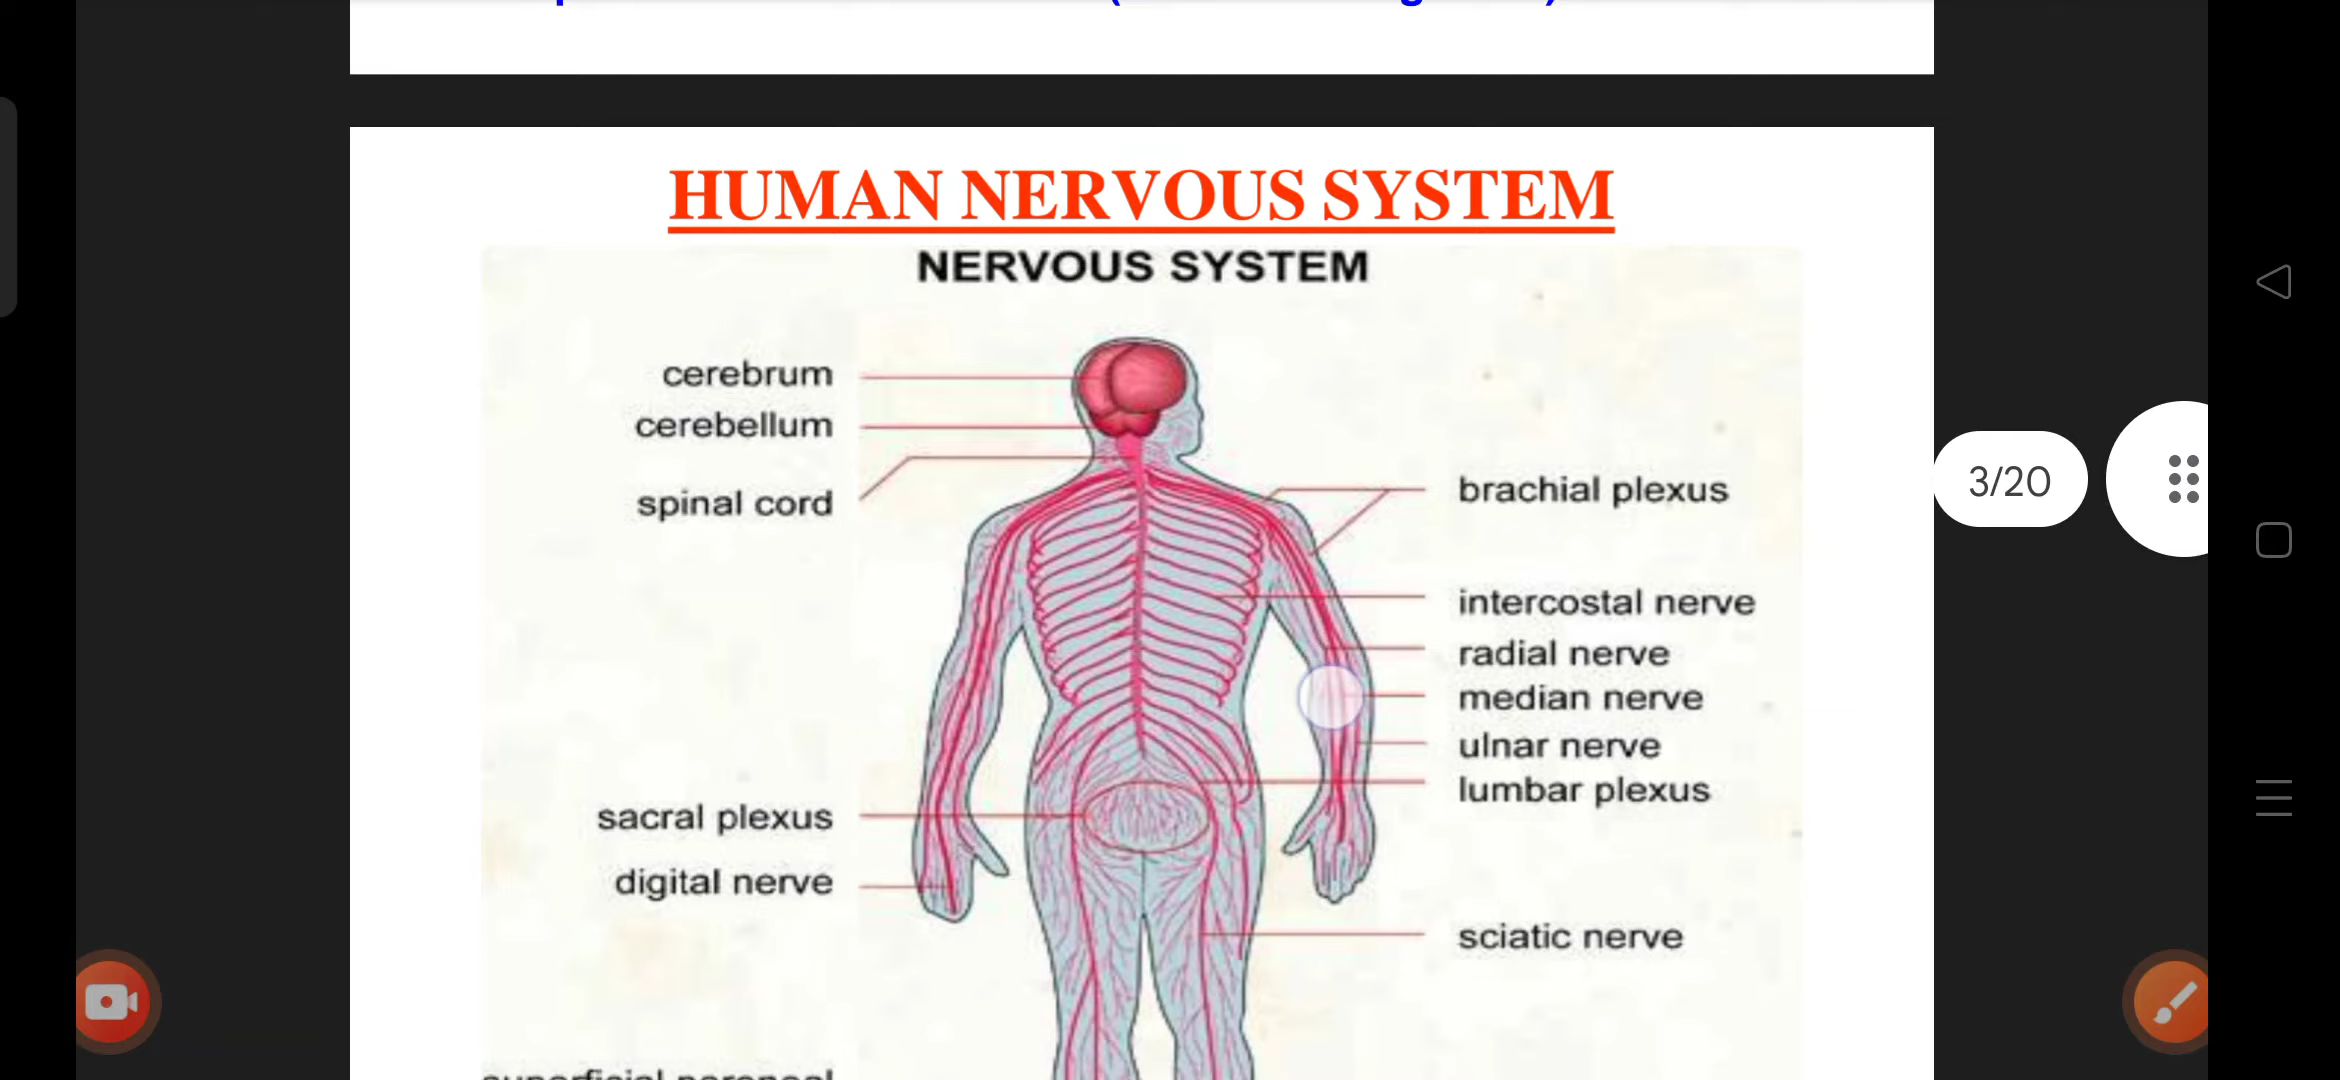 HUMAN NERVOUS SYSTEM
NERVOUS SYSTEM
cerebrum
cerebellum
spinal cord
brachial plexus
intercostal nerve
radial nerve
median nerve
ulnar nerve
lumbar plexus
sacral plexus
digital nerve
sciatic nerve
3/20